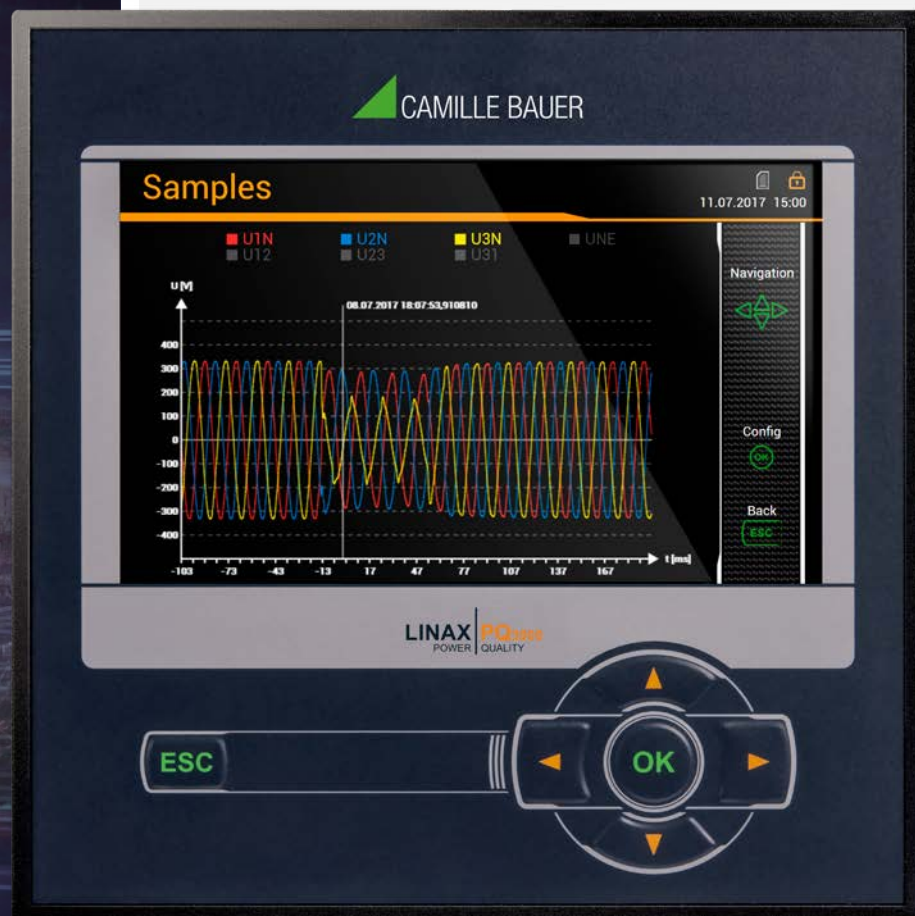 CAMILLE BAUER
Samples
11.07.2017 15:00
U1N U2N U3N UNE
U12 U23 U31
Navigation
U [V]
08.07.2017 18:07:53,910810
400
300
200
100
0
-100
-200
-300
-400
-103 -73 -43 -13 17 47 77 107 137 167
t [ms]
Config
OK
Back
ESC
LINAX
POWER QUALITY
ESC
OK